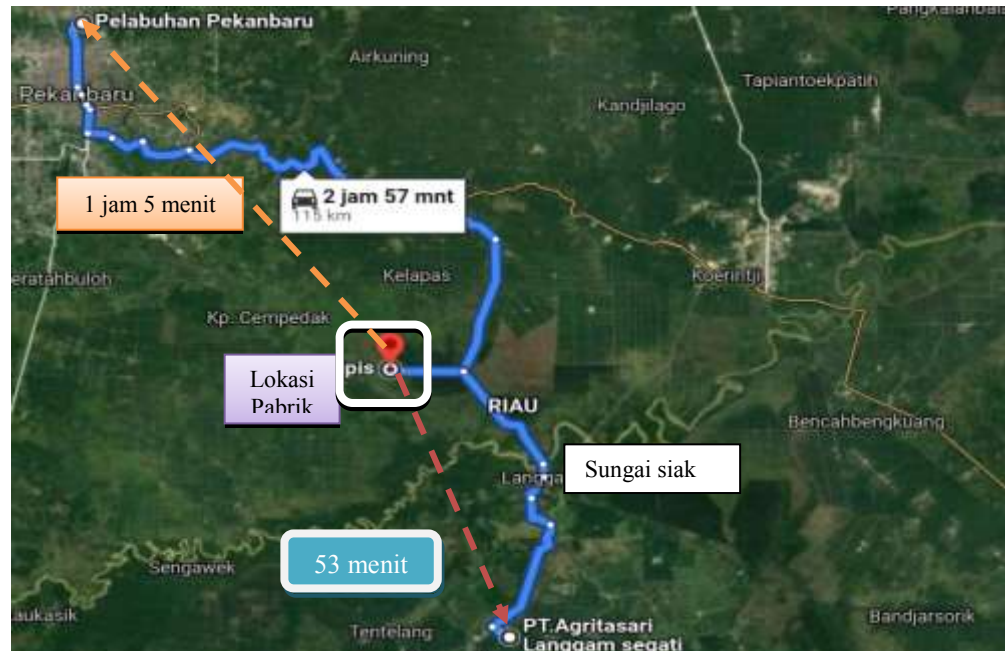 Pelabuhan Pekanbaru
Airkuning
Pekanbaru
Tapiantoekpatih
Kandjilago
1 jam 5 menit
2 jam 57 mnt
115 km
eratahbuloh
Kelapas
Koerintji
Kp. Cempedak
pis
Lokasi
Pabrik
RIAU
Bencahbengkuang
Sungai siak
Langga
53 menit
Sengawek
aukasik
Tentelang
PT.Agritasari
Langgam segati
Bandjarsorik